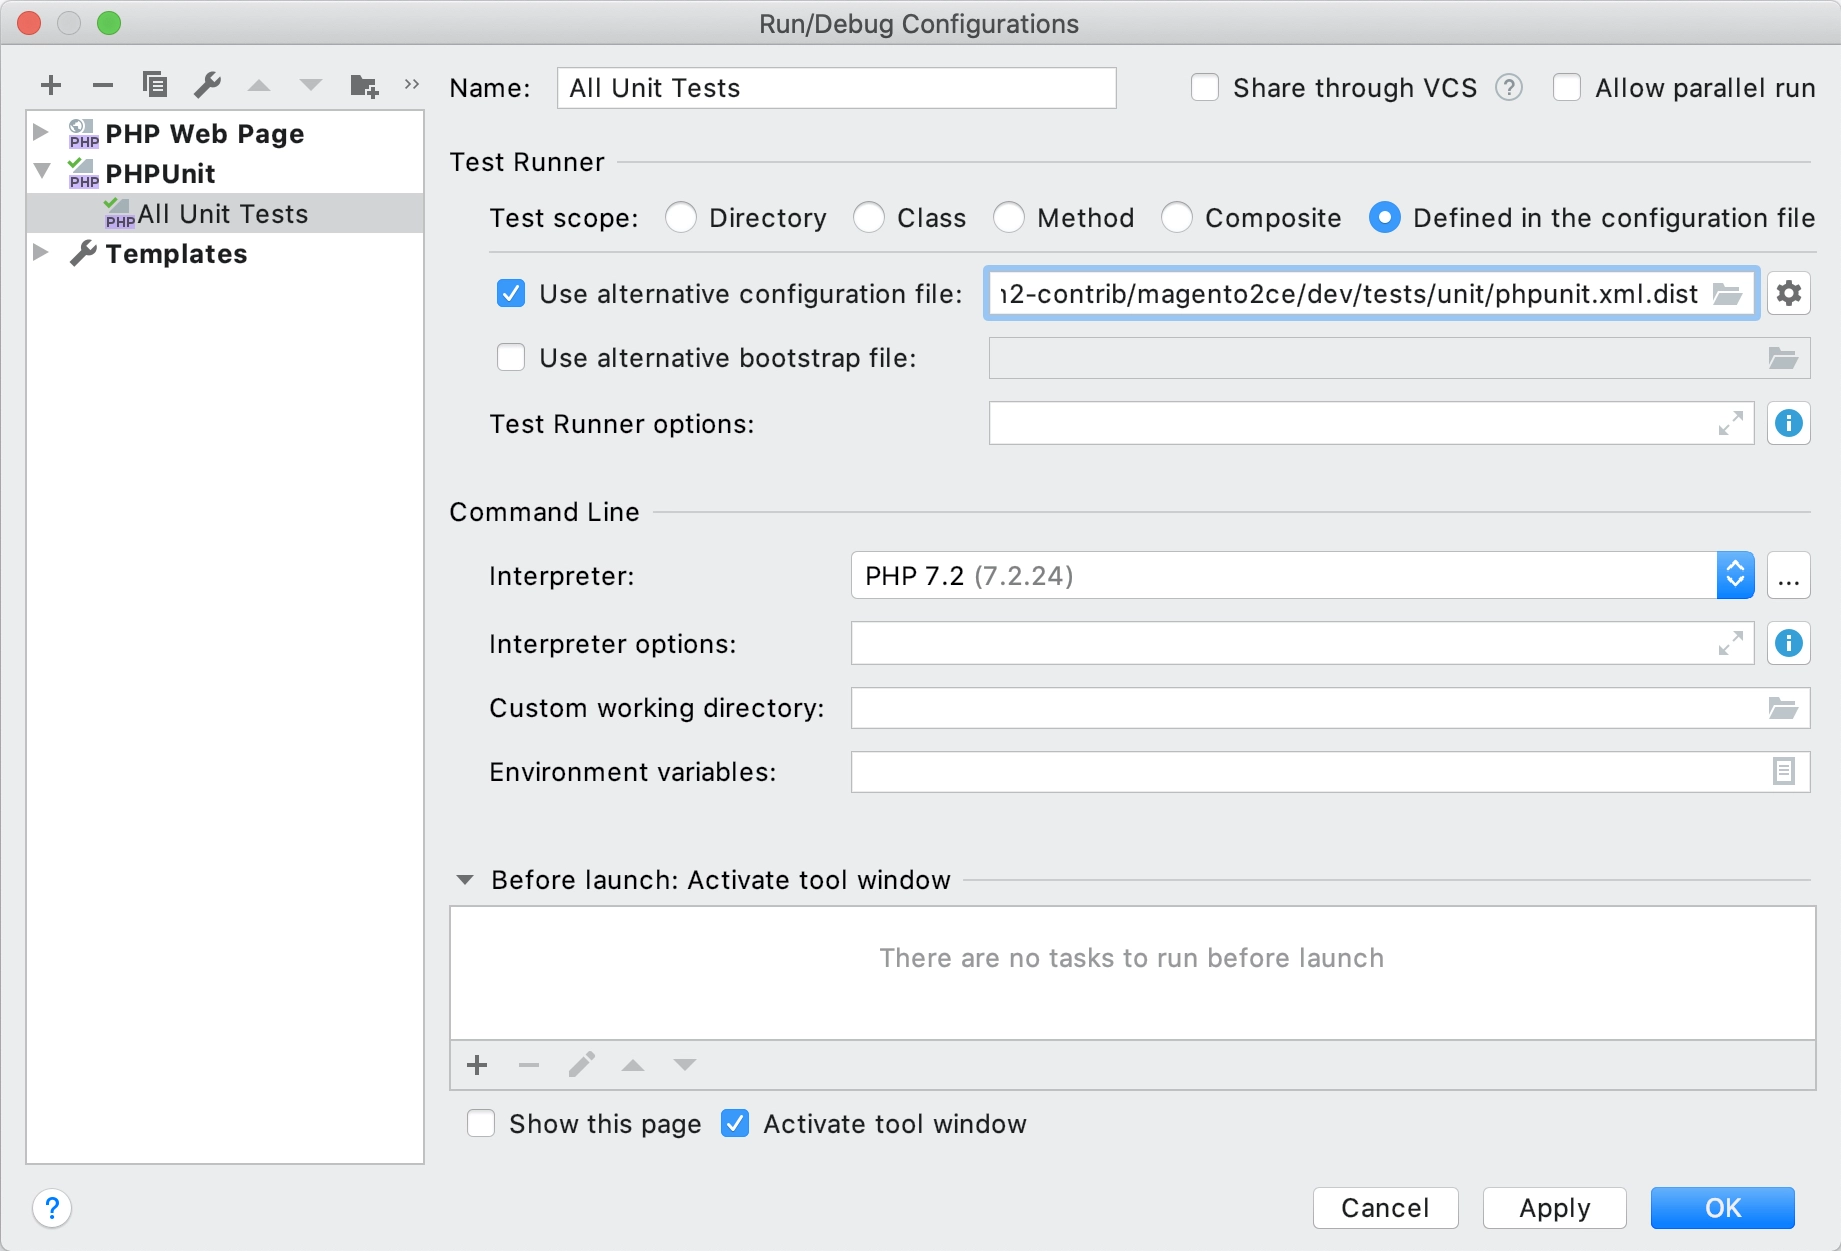 Run/Debug Configurations
Name: All Unit Tests Share through VCS ? Allow parallel run
PHP PHP Web Page
PHP PHPUnit
PHP All Unit Tests
Templates
Test Runner
Test scope: Directory Class Method Composite Defined in the configuration file
Use alternative configuration file: 2-contrib/magento2ce/dev/tests/unit/phpunit.xml.dist
Use alternative bootstrap file:
Test Runner options:
Command Line
Interpreter: PHP 7.2 (7.2.24) ...
Interpreter options:
Custom working directory:
Environment variables:
Before launch: Activate tool window
There are no tasks to run before launch
Show this page Activate tool window
? Cancel Apply OK